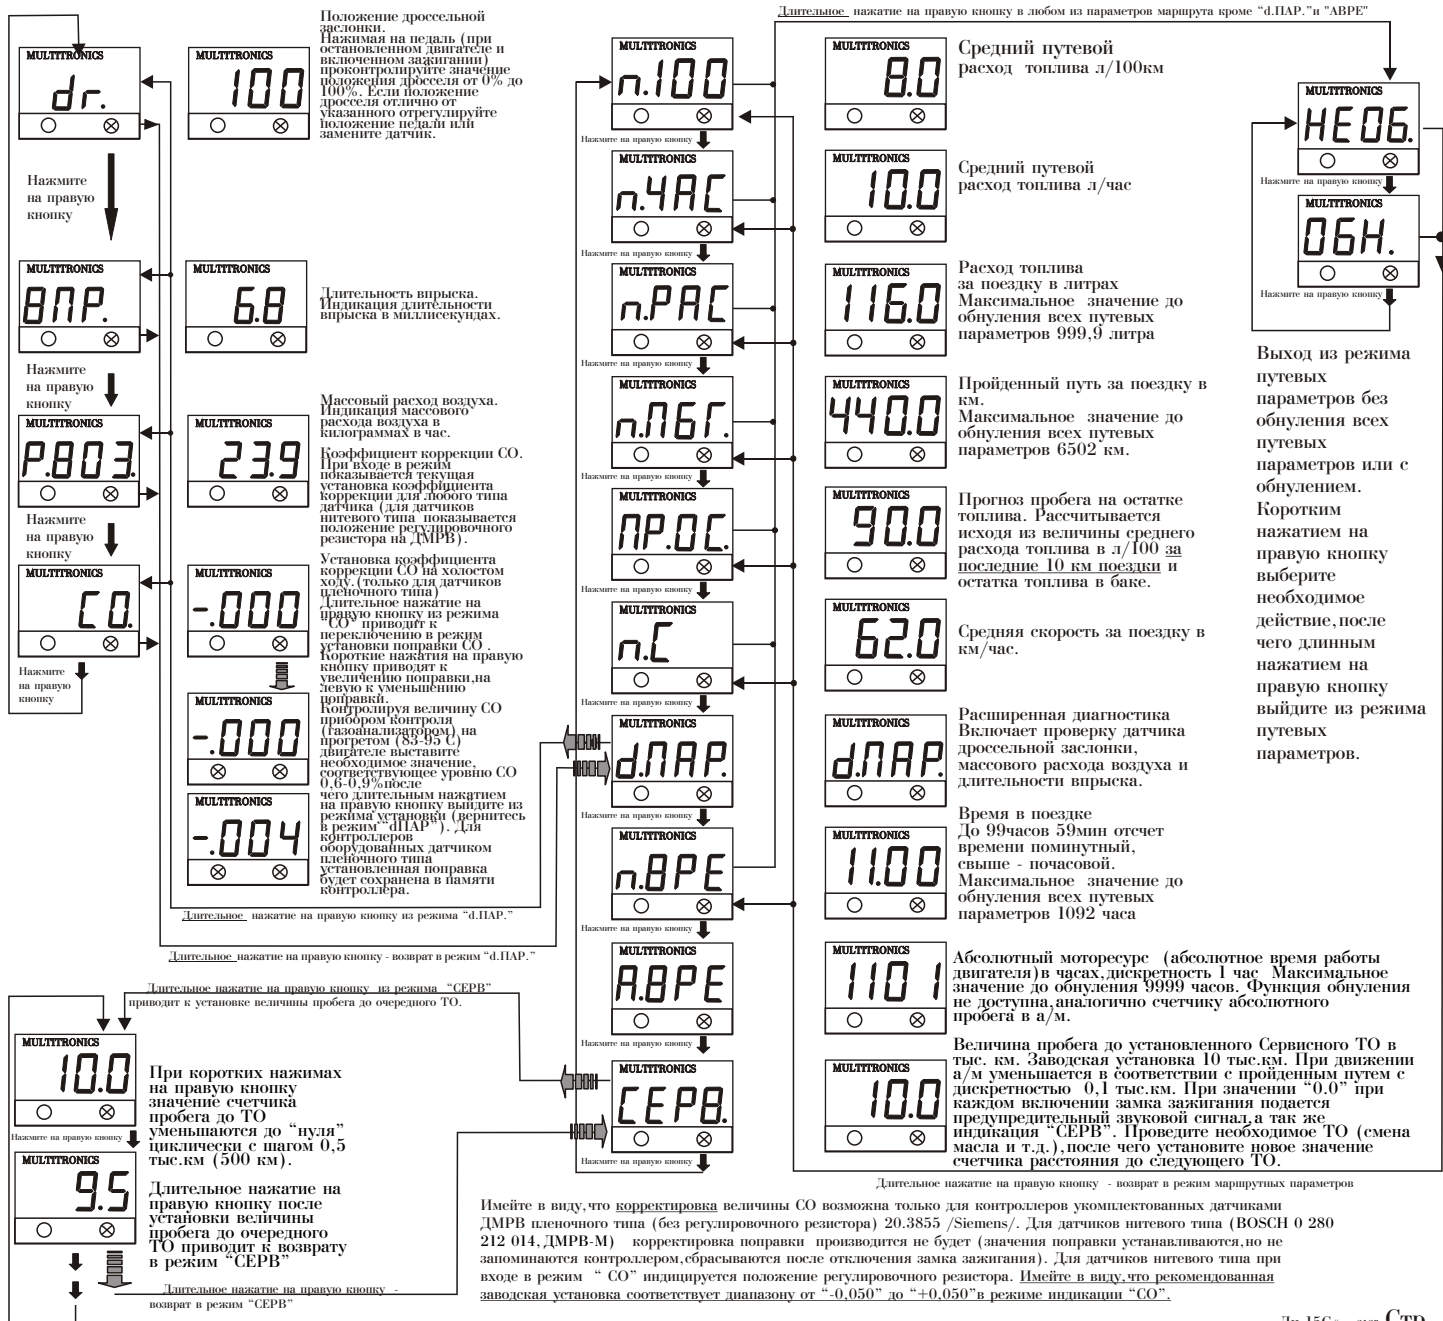 Длительное  нажатие на правую кнопку в любом из параметров маршрута кроме “d.ПАР.”и "АВРЕ"
MULTITRONICS
dr.
MULTITRONICS
100
Положение дроссельной
заслонки.
Нажимая на педаль (при
остановленном двигателе и
включенном зажигании)
проконтролируйте значение
положения дросселя от 0% до
100%. Если положение
дросселя отлично от
указанного отрегулируйте
положение педали или
замените датчик.
Нажмите
на правую
кнопку
MULTITRONICS
ВПР.
MULTITRONICS
6.8
Длительность впрыска.
Индикация длительности
впрыска в миллисекундах.
Нажмите
на правую
кнопку
MULTITRONICS
Р.ВОЗ.
MULTITRONICS
23.9
Массовый расход воздуха.
Индикация массового
расхода воздуха в
килограммах в час.
Нажмите
на правую
кнопку
Коэффициент коррекции СО.
При входе в режим
показывается текущая
установка коэффициента
коррекции для любого типа
датчика (для датчиков
нитевого типа  показывается
положение регулировочного
резистора на ДМРВ).
MULTITRONICS
СО.
MULTITRONICS
-.000
Нажмите
на правую
кнопку
Установка коэффициента
коррекции СО на холостом
ходу.(только для датчиков
пленочного типа)
Длительное нажатие на
правую кнопку из режима
“СО” приводит к
переключению в режим
установки поправки СО .
Короткие нажатия на правую
кнопку приводят к
увеличению поправки,на
левую к уменьшению
поправки.
Контролируя величину СО
прибором контроля
(газоанализатором) на
прогретом (83-95 С)
двигателе выставите
необходимое значение,
соответствующее уровню СО
0,6-0,9%после
чего длительным нажатием
на правую кнопку выйдите из
режима установки (вернитесь
в режим “dПАР”). Для
контроллеров
оборудованных датчиком
пленочного типа
установленная поправка
будет сохранена в памяти
контроллера.
MULTITRONICS
-.000
MULTITRONICS
-.004
Длительное  нажатие на правую кнопку из режима “d.ПАР.”
Длительное  нажатие на правую кнопку - возврат в режим “d.ПАР.”
Длительное нажатие на правую кнопку  из режима  “СЕРВ”
приводит к установке величины пробега до очередного ТО.
MULTITRONICS
10.0
Нажмите на правую кнопку
MULTITRONICS
9.5
При коротких нажимах
на правую кнопку
значение счетчика
пробега до ТО
уменьшаются до “нуля”
циклически с шагом 0,5
тыс.км (500 км).
Длительное нажатие на
правую кнопку после
установки величины
пробега до очередного
ТО приводит к возврату
в режим “СЕРВ”
Длительное нажатие на правую кнопку  -
возврат в режим “СЕРВ”
MULTITRONICS
п.100
Нажмите на правую кнопку
MULTITRONICS
8.0
Средний путевой
расход  топлива л/100км
MULTITRONICS
п.ЧАС
Нажмите на правую кнопку
MULTITRONICS
10.0
Средний путевой
расход топлива л/час
MULTITRONICS
п.РАС
Нажмите на правую кнопку
MULTITRONICS
116.0
Расход топлива
за поездку в литрах
Максимальное  значение до
обнуления всех путевых
параметров 999,9 литра
MULTITRONICS
п.ПБГ.
Нажмите на правую кнопку
MULTITRONICS
440.0
Пройденный путь за поездку в
км.
Максимальное  значение до
обнуления всех путевых
параметров 6502 км.
MULTITRONICS
ПР.ОС.
Нажмите на правую кнопку
MULTITRONICS
90.0
Прогноз пробега на остатке
топлива. Рассчитывается
исходя из величины среднего
расхода топлива в л/100 за
последние 10 км поездки и
остатка топлива в баке.
MULTITRONICS
п.С
Нажмите на правую кнопку
MULTITRONICS
62.0
Средняя скорость за поездку в
км/час.
MULTITRONICS
d.ПАР.
Нажмите на правую кнопку
MULTITRONICS
d.ПАР.
Расширенная диагностика
Включает проверку датчика
дроссельной заслонки,
массового расхода воздуха и
длительности впрыска.
MULTITRONICS
п.ВРЕ
Нажмите на правую кнопку
MULTITRONICS
11.00
Время в поездке
До 99часов 59мин отсчет
времени поминутный,
свыше - почасовой.
Максимальное  значение до
обнуления всех путевых
параметров 1092 часа
MULTITRONICS
А.ВРЕ
Нажмите на правую кнопку
MULTITRONICS
1101
Абсолютный моторесурс  (абсолютное время работы
двигателя)в часах,дискретность 1 час  Максимальное
значение до обнуления 9999 часов. Функция обнуления
не доступна,аналогично счетчику абсолютного
пробега в а/м.
MULTITRONICS
СЕРВ.
Нажмите на правую кнопку
MULTITRONICS
10.0
Величина пробега до установленного Сервисного ТО в
тыс. км. Заводская установка 10 тыс.км. При движении
а/м уменьшается в соответствии с пройденным путем с
дискретностью  0,1 тыс.км. При значении “0.0” при
каждом включении замка зажигания подается
предупредительный звуковой сигнал,а так же
индикация “СЕРВ”. Проведите необходимое ТО (смена
масла и т.д.),после чего установите новое значение
счетчика расстояния до следующего ТО.
MULTITRONICS
НЕОБ.
Нажмите на правую кнопку
MULTITRONICS
ОБН.
Нажмите на правую кнопку
Выход из режима
путевых
параметров без
обнуления всех
путевых
параметров или с
обнулением.
Коротким
нажатием на
правую кнопку
выберите
необходимое
действие,после
чего длинным
нажатием на
правую кнопку
выйдите из режима
путевых
параметров.
Длительное нажатие на правую кнопку  - возврат в режим маршрутных параметров
Имейте в виду,что корректировка величины СО возможна только для контроллеров укомплектованных датчиками
ДМРВ пленочного типа (без регулировочного резистора) 20.3855 /Siemens/. Для датчиков нитевого типа (BOSCH 0 280
212 014, ДМРВ-М)   корректировка поправки  производится не будет (значения поправки устанавливаются,но не
запоминаются контроллером,сбрасываются после отключения замка зажигания). Для датчиков нитевого типа при
входе в режим  “ СО” индицируется положение регулировочного резистора. Имейте в виду,что рекомендованная
заводская установка соответствует диапазону от “-0,050” до “+0,050”в режиме индикации “СО”.
Стр